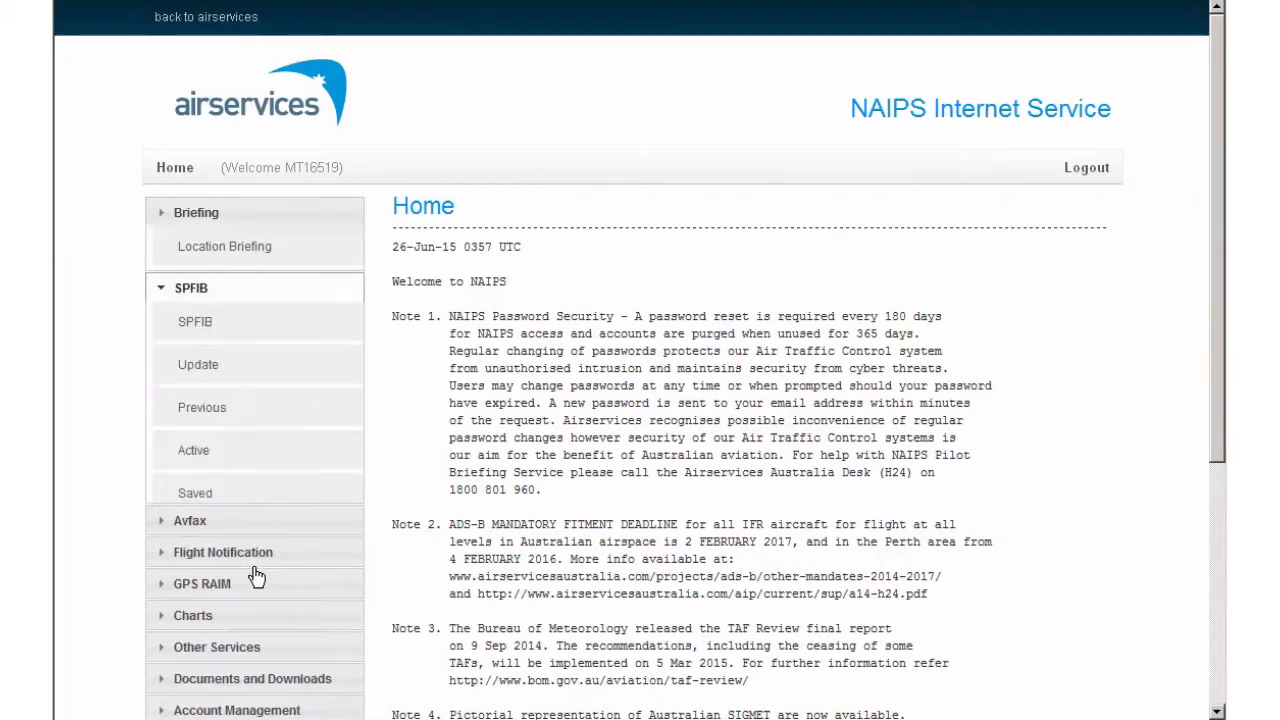 back to airservices
airservices
NAIPS Internet Service
Home (Welcome MT16519) Logout
Briefing
Location Briefing
SPFIB
SPFIB
Update
Previous
Active
Saved
Avfax
Flight Notification
GPS RAIM
Charts
Other Services
Documents and Downloads
Account Management
Home
26-Jun-15 0357 UTC
Welcome to NAIPS
Note 1. NAIPS Password Security - A password reset is required every 180 days
for NAIPS access and accounts are purged when unused for 365 days.
Regular changing of passwords protects our Air Traffic Control system
from unauthorised intrusion and maintains security from cyber threats.
Users may change passwords at any time or when prompted should your password
have expired. A new password is sent to your email address within minutes
of the request. Airservices recognises possible inconvenience of regular
password changes however security of our Air Traffic Control systems is
our aim for the benefit of Australian aviation. For help with NAIPS Pilot
Briefing Service please call the Airservices Australia Desk (H24) on
1800 801 960.
Note 2. ADS-B MANDATORY FITMENT DEADLINE for all IFR aircraft for flight at all
levels in Australian airspace is 2 FEBRUARY 2017, and in the Perth area from
4 FEBRUARY 2016. More info available at:
www.airservicesaustralia.com/projects/ads-b/other-mandates-2014-2017/
and http://www.airservicesaustralia.com/aip/current/sup/a14-h24.pdf
Note 3. The Bureau of Meteorology released the TAF Review final report
on 9 Sep 2014. The recommendations, including the ceasing of some
TAFs, will be implemented on 5 Mar 2015. For further information refer
http://www.bom.gov.au/aviation/taf-review/
Note 4. Pictorial representation of Australian SIGMET are now available.